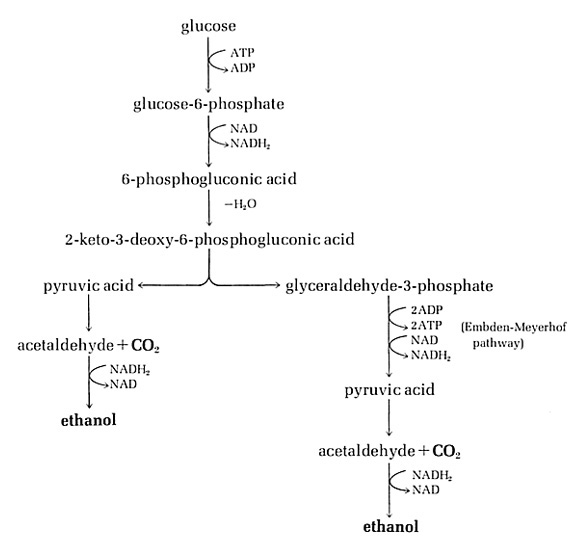 glucose
ATP
ADP
glucose-6-phosphate
NAD
NADH₂
6-phosphogluconic acid
−H₂O
2-keto-3-deoxy-6-phosphogluconic acid
pyruvic acid
glyceraldehyde-3-phosphate
2ADP
2ATP
(Embden-Meyerhof
NAD
pathway)
NADH₂
acetaldehyde+CO₂
NADH₂
NAD
ethanol
pyruvic acid
acetaldehyde+CO₂
NADH₂
NAD
ethanol